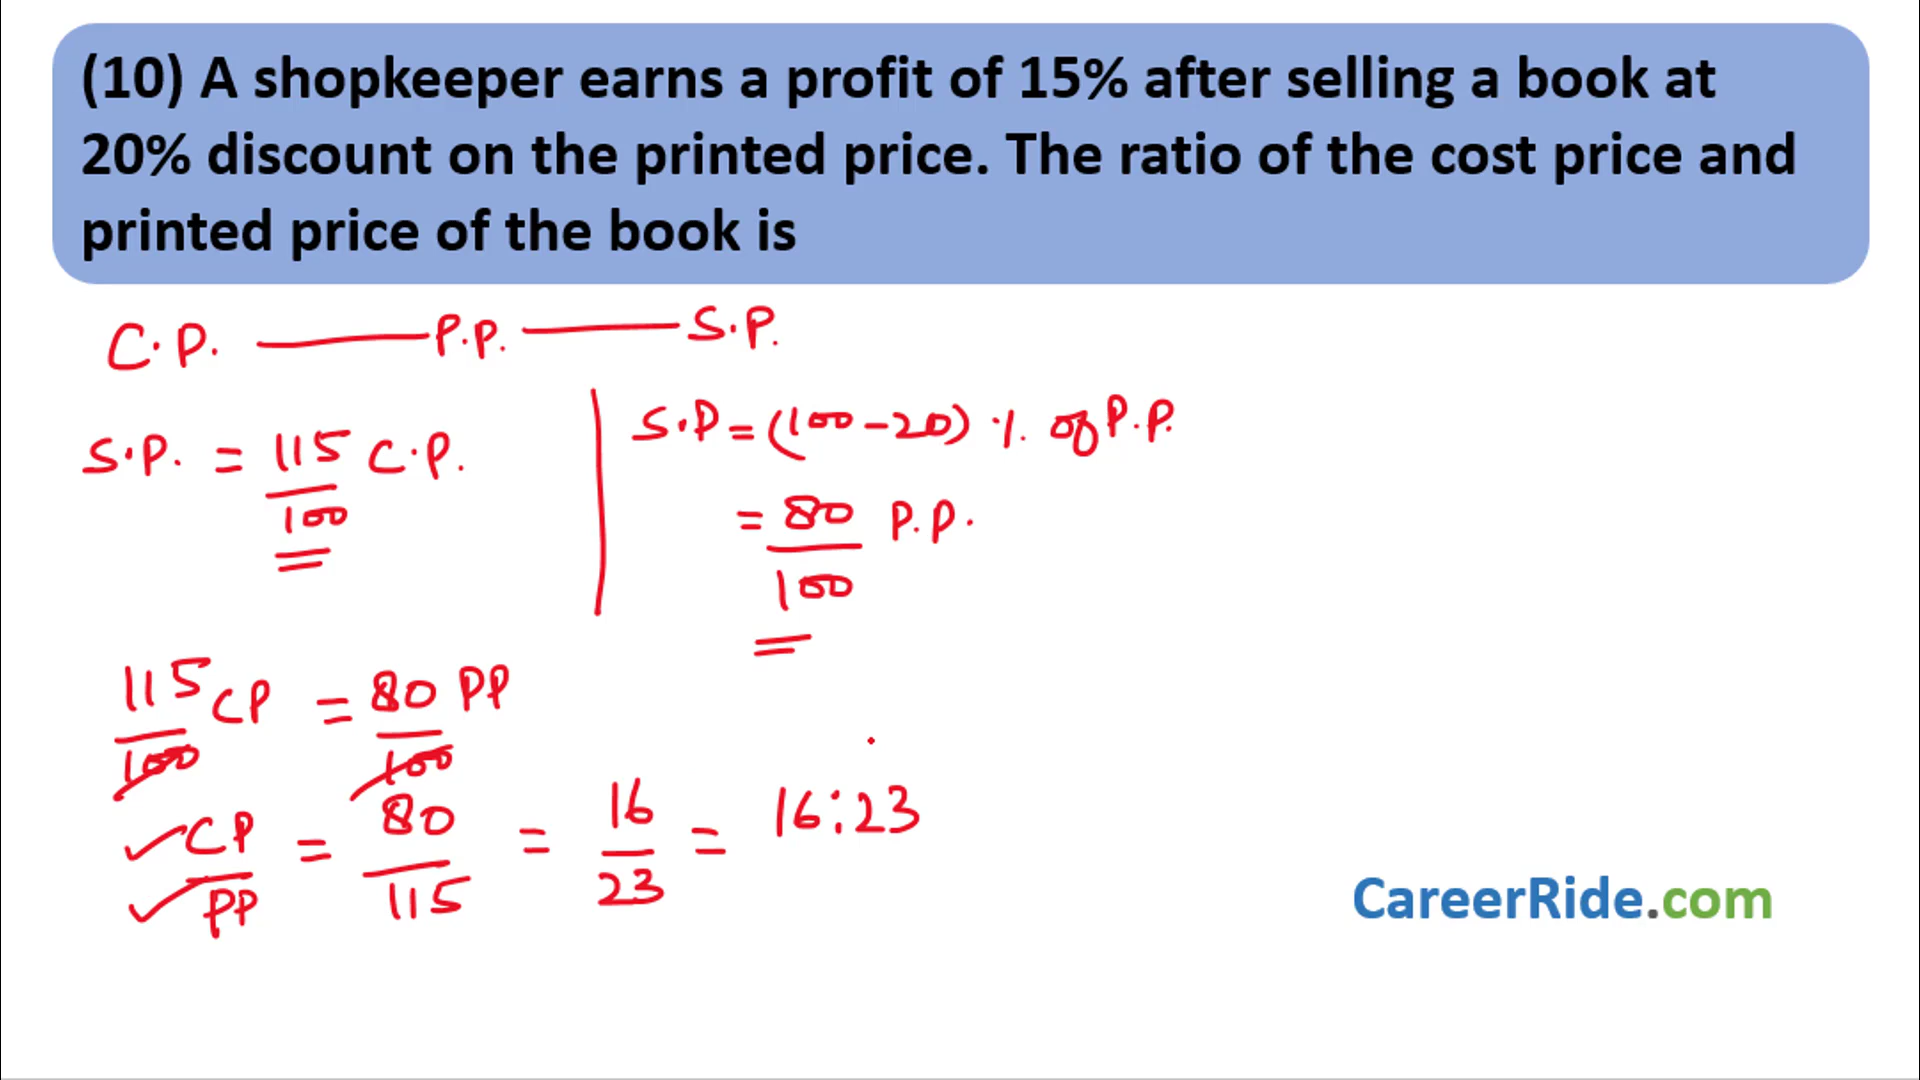 (10) A shopkeeper earns a profit of 15% after selling a book at
20% discount on the printed price. The ratio of the cost price and
printed price of the book is
C.P. — P.P. — S.P.
S.P. = 115/100 C.P.
S.P = (100-20) % of P.P.
= 80/100 P.P.
115/100 CP = 80/100 PP
CP/PP = 80/115 = 16/23 = 16:23
CareerRide.com